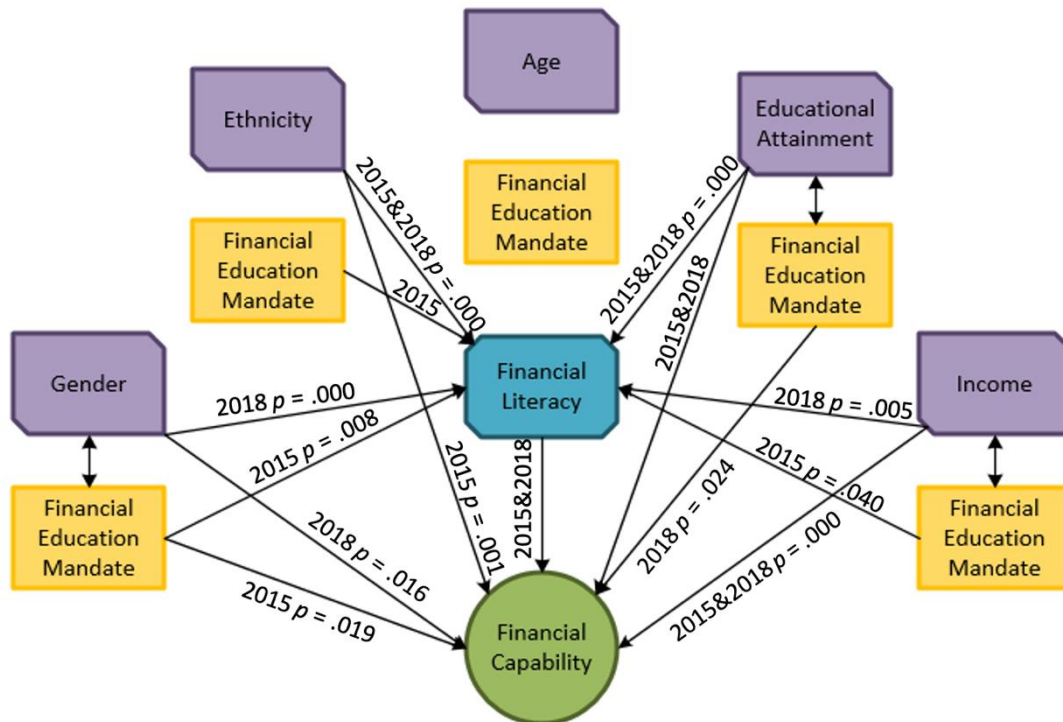 Age
Ethnicity
Educational
Attainment
Financial
Education
Mandate
Financial
Education
Mandate
Financial
Education
Mandate
2015&2018 p = .000
2015
2015&2018 p = .000
2015&2018
Gender
Financial
Literacy
Income
2018 p = .000
2015 p = .008
2018 p = .005
2015 p = .040
Financial
Education
Mandate
2015 p = .001
2015&2018
2018 p = .024
Financial
Education
Mandate
2018 p = .016
2015 p = .019
2015&2018 p = .000
Financial
Capability